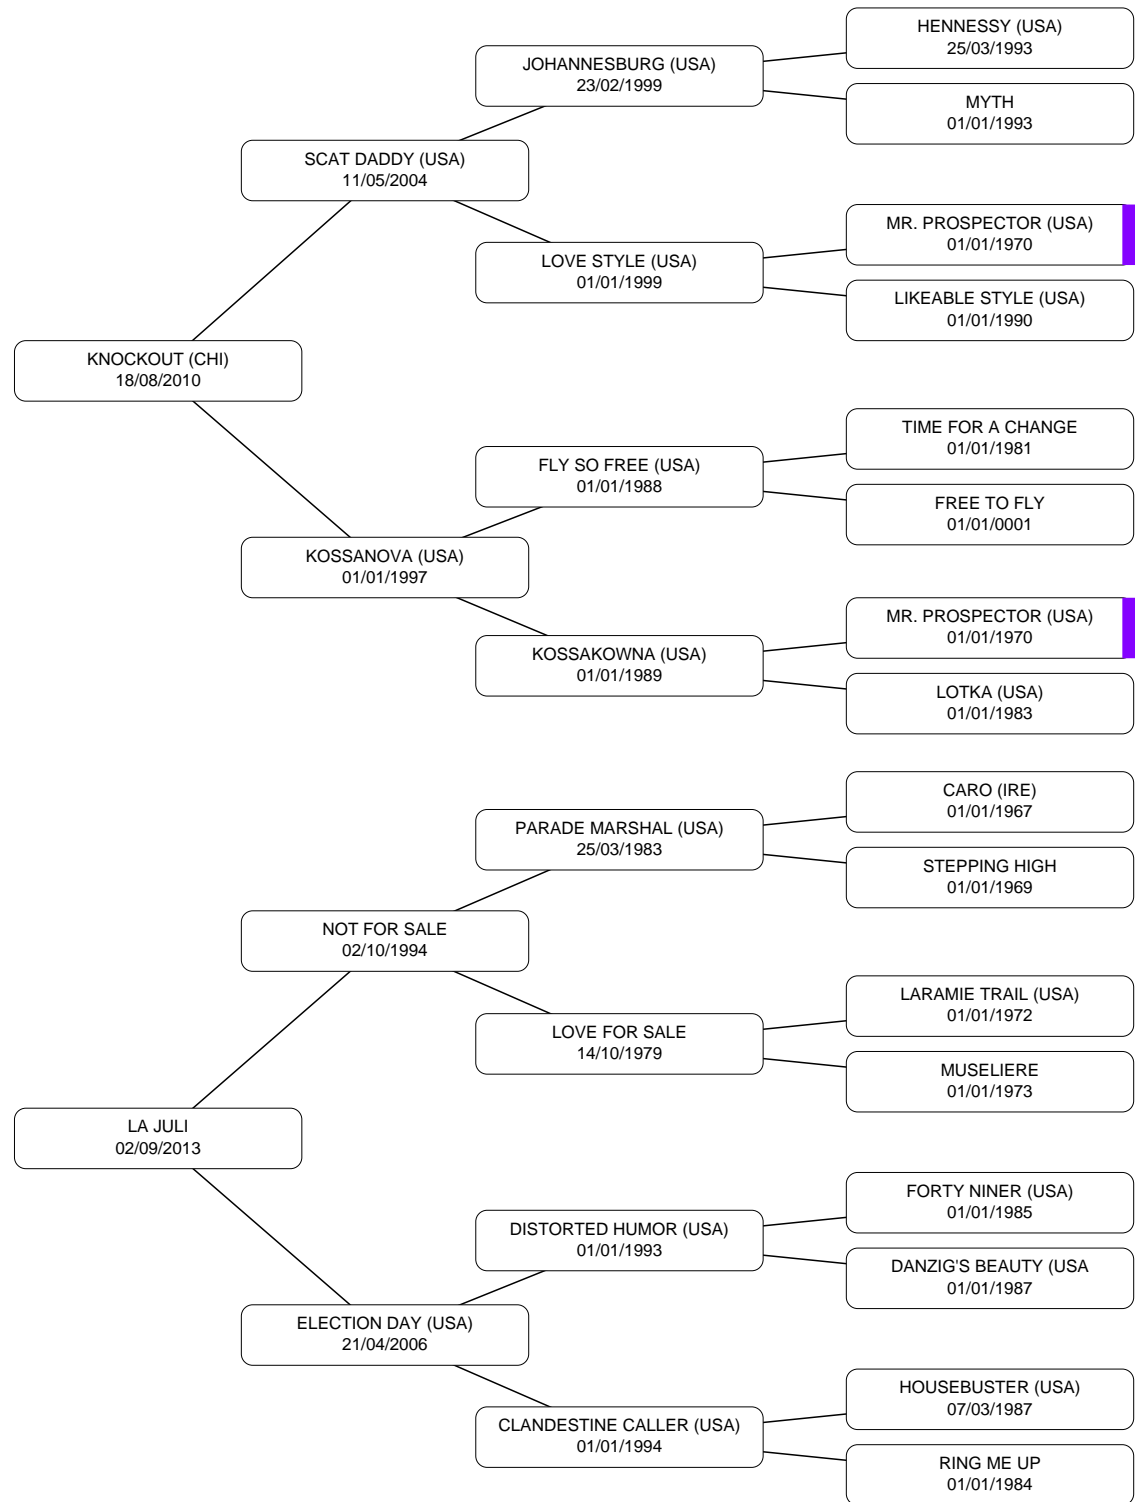 HENNESSY (USA)
25/03/1993
JOHANNESBURG (USA)
23/02/1999
MYTH
01/01/1993
SCAT DADDY (USA)
11/05/2004
MR. PROSPECTOR (USA)
01/01/1970
LOVE STYLE (USA)
01/01/1999
LIKEABLE STYLE (USA)
01/01/1990
KNOCKOUT (CHI)
18/08/2010
TIME FOR A CHANGE
01/01/1981
FLY SO FREE (USA)
01/01/1988
FREE TO FLY
01/01/0001
KOSSANOVA (USA)
01/01/1997
MR. PROSPECTOR (USA)
01/01/1970
KOSSAKOWNA (USA)
01/01/1989
LOTKA (USA)
01/01/1983
CARO (IRE)
01/01/1967
PARADE MARSHAL (USA)
25/03/1983
STEPPING HIGH
01/01/1969
NOT FOR SALE
02/10/1994
LARAMIE TRAIL (USA)
01/01/1972
LOVE FOR SALE
14/10/1979
MUSELIERE
01/01/1973
LA JULI
02/09/2013
FORTY NINER (USA)
01/01/1985
DISTORTED HUMOR (USA)
01/01/1993
DANZIG'S BEAUTY (USA
01/01/1987
ELECTION DAY (USA)
21/04/2006
HOUSEBUSTER (USA)
07/03/1987
CLANDESTINE CALLER (USA)
01/01/1994
RING ME UP
01/01/1984